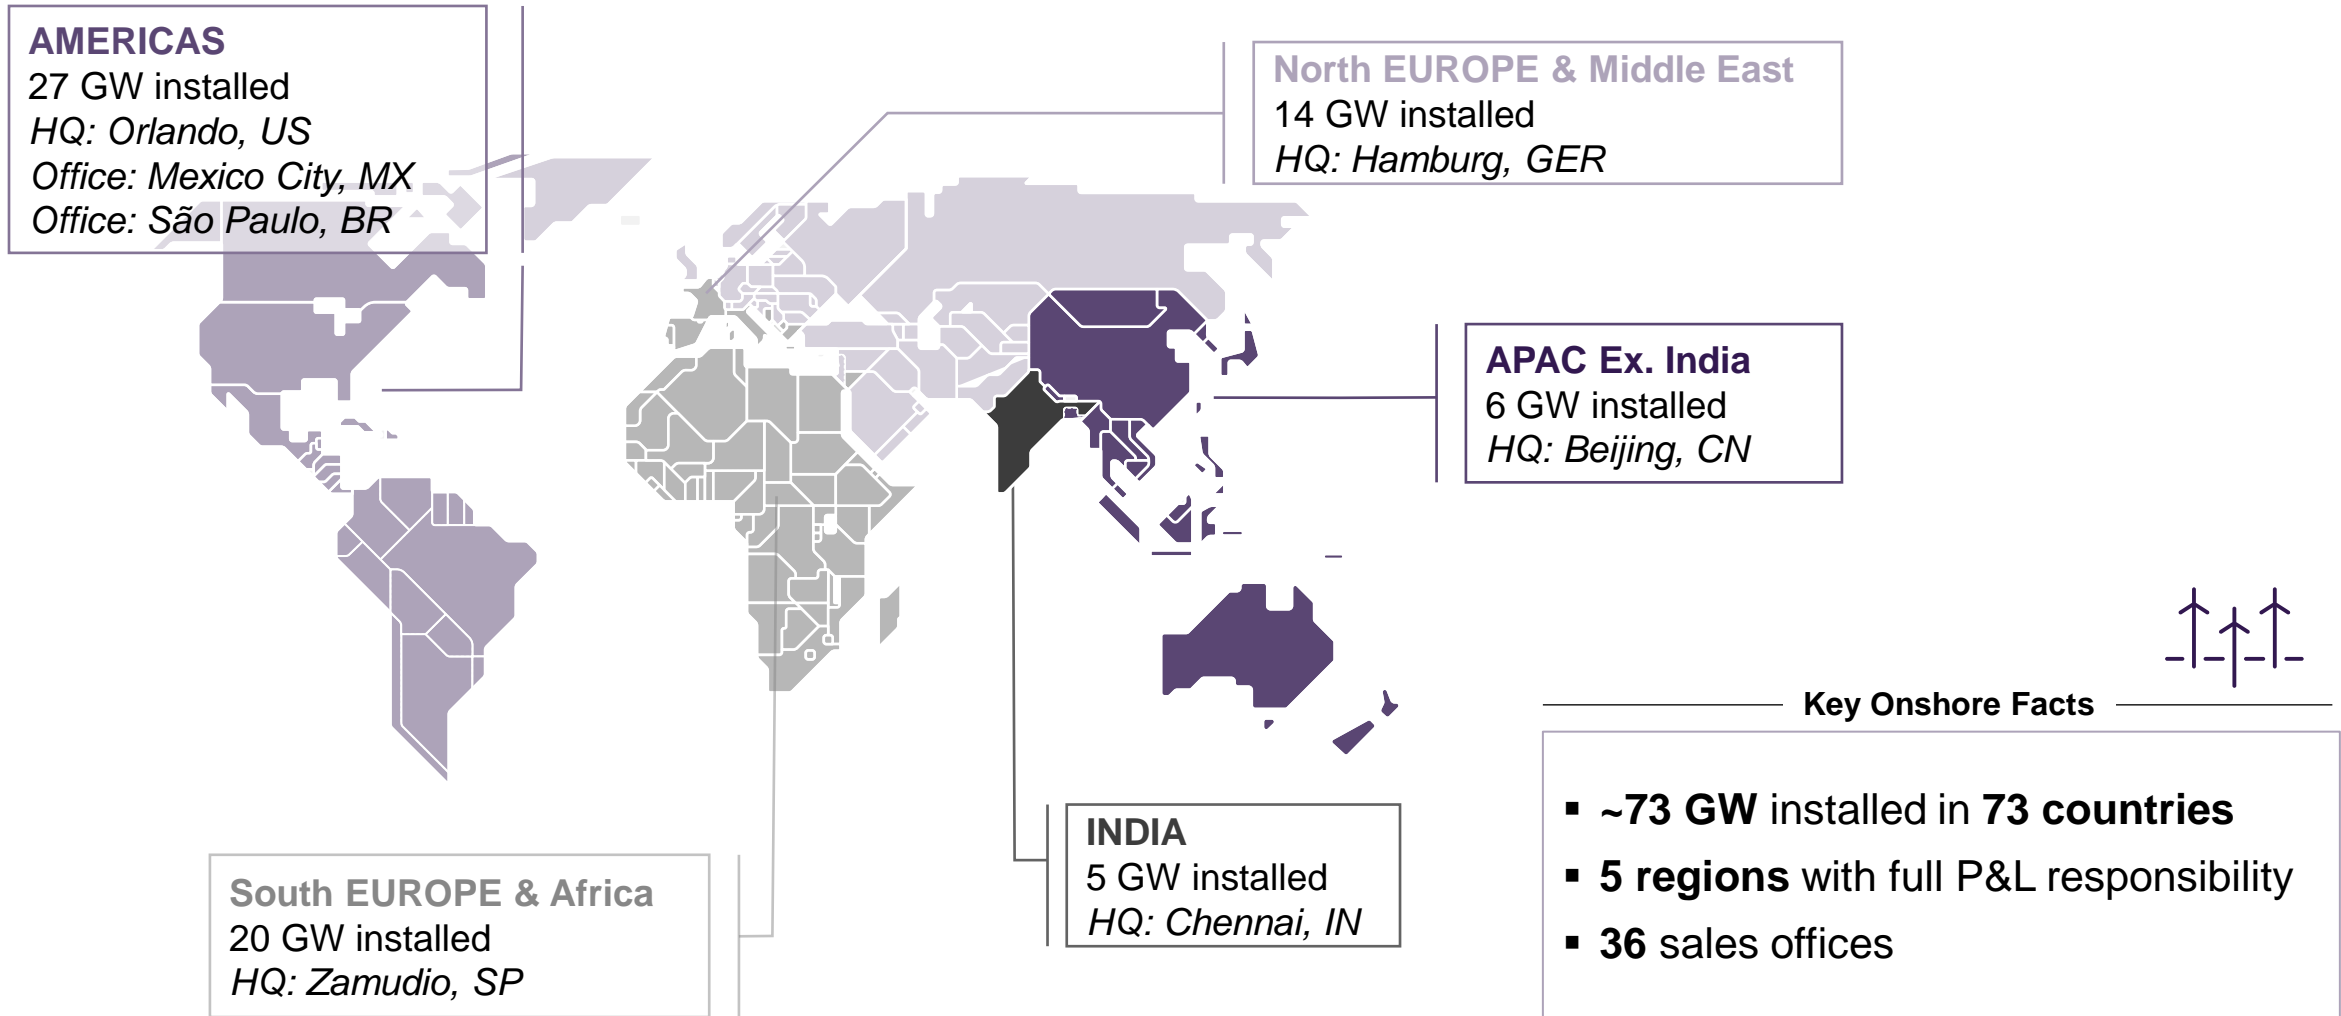 AMERICAS
27 GW installed
HQ: Orlando, US
Office: Mexico City, MX
Office: São Paulo, BR
North EUROPE & Middle East
14 GW installed
HQ: Hamburg, GER
APAC Ex. India
6 GW installed
HQ: Beijing, CN
INDIA
5 GW installed
HQ: Chennai, IN
South EUROPE & Africa
20 GW installed
HQ: Zamudio, SP
Key Onshore Facts
▪ ~73 GW installed in 73 countries
▪ 5 regions with full P&L responsibility
▪ 36 sales offices